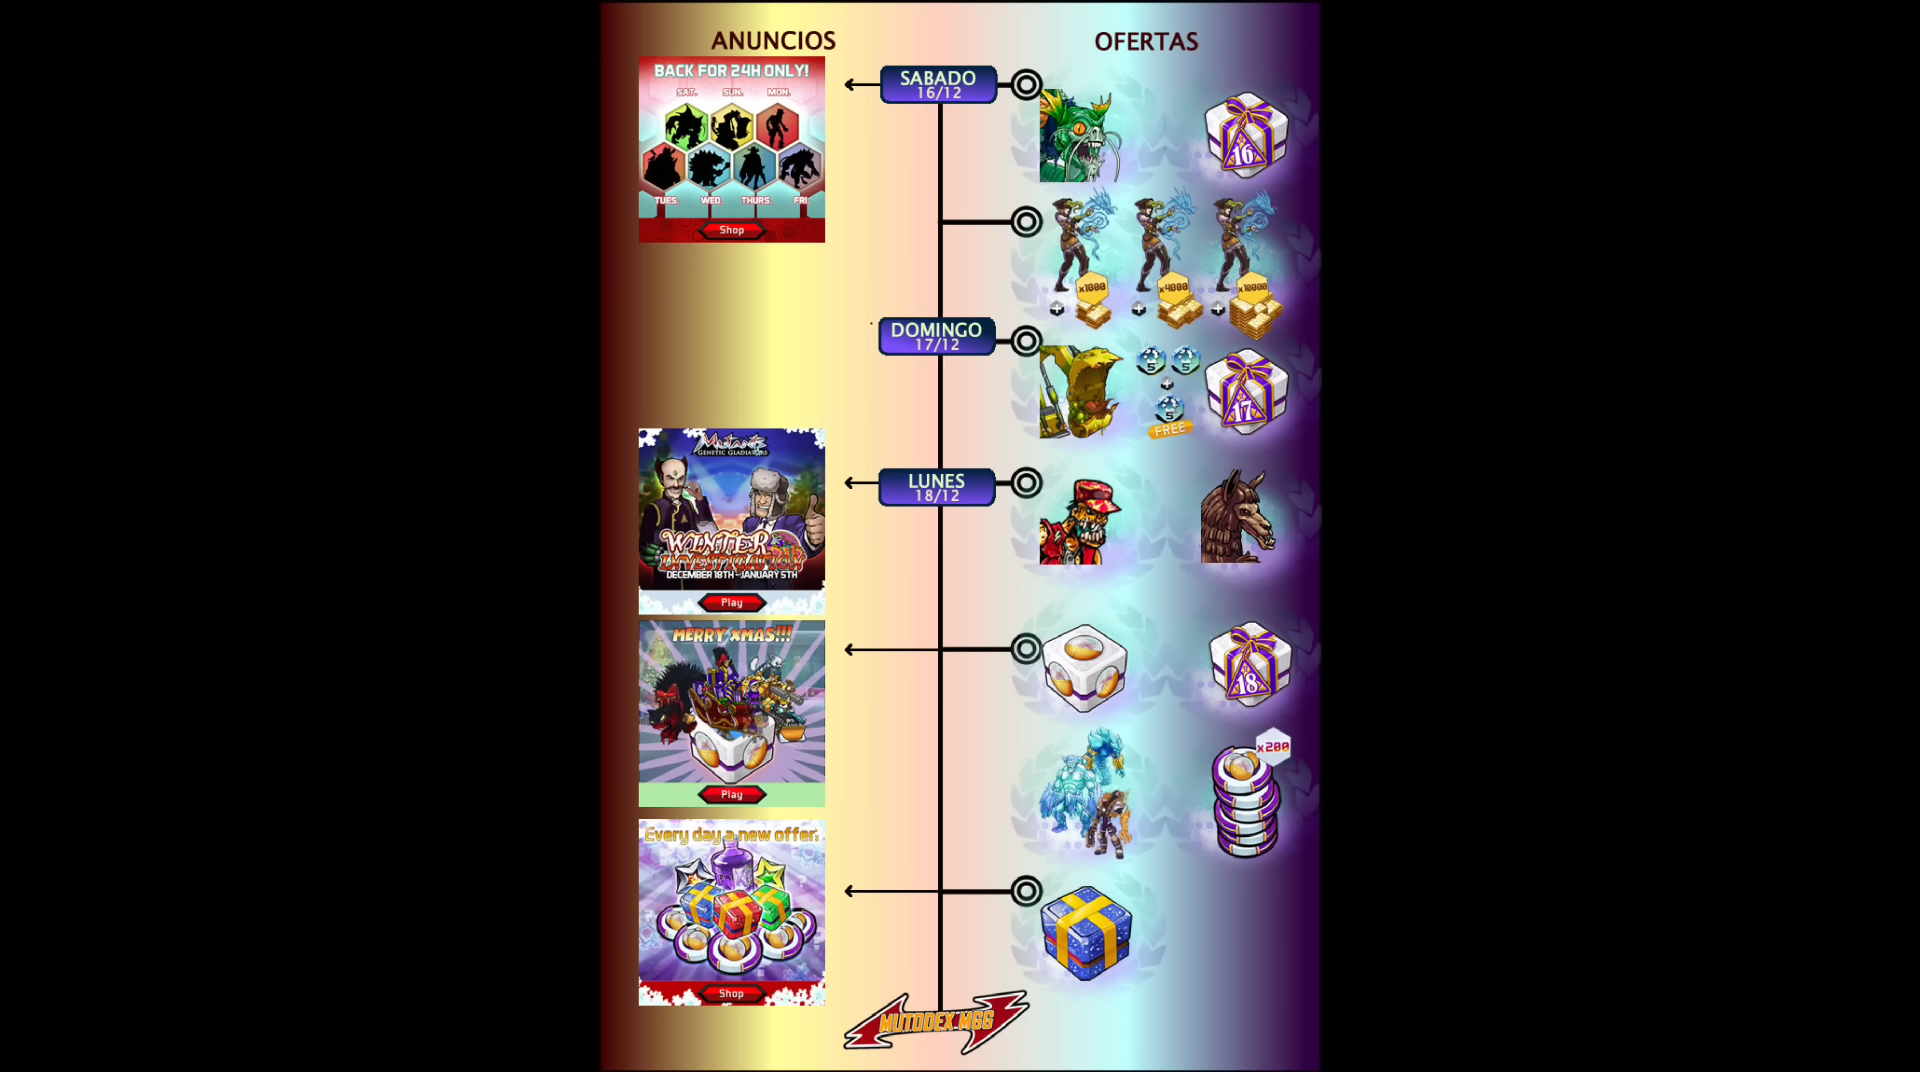 ANUNCIOS
OFERTAS
BACK FOR 24H ONLY!
SAT. SUN. MON.
TUES. WED. THURS. FRI.
Shop
SABADO
16/12
16
x1000
x4000
x10000
DOMINGO
17/12
5 5
5
FREE
17
LUNES
18/12
MUTANTS
GENETIC GLADIATORS
WINTER
INVESTIGATION
DECEMBER 18TH - JANUARY 5TH
Play
MERRY XMAS!!!
Play
18
x200
Every day a new offer:
Shop
MUTODEX MGG